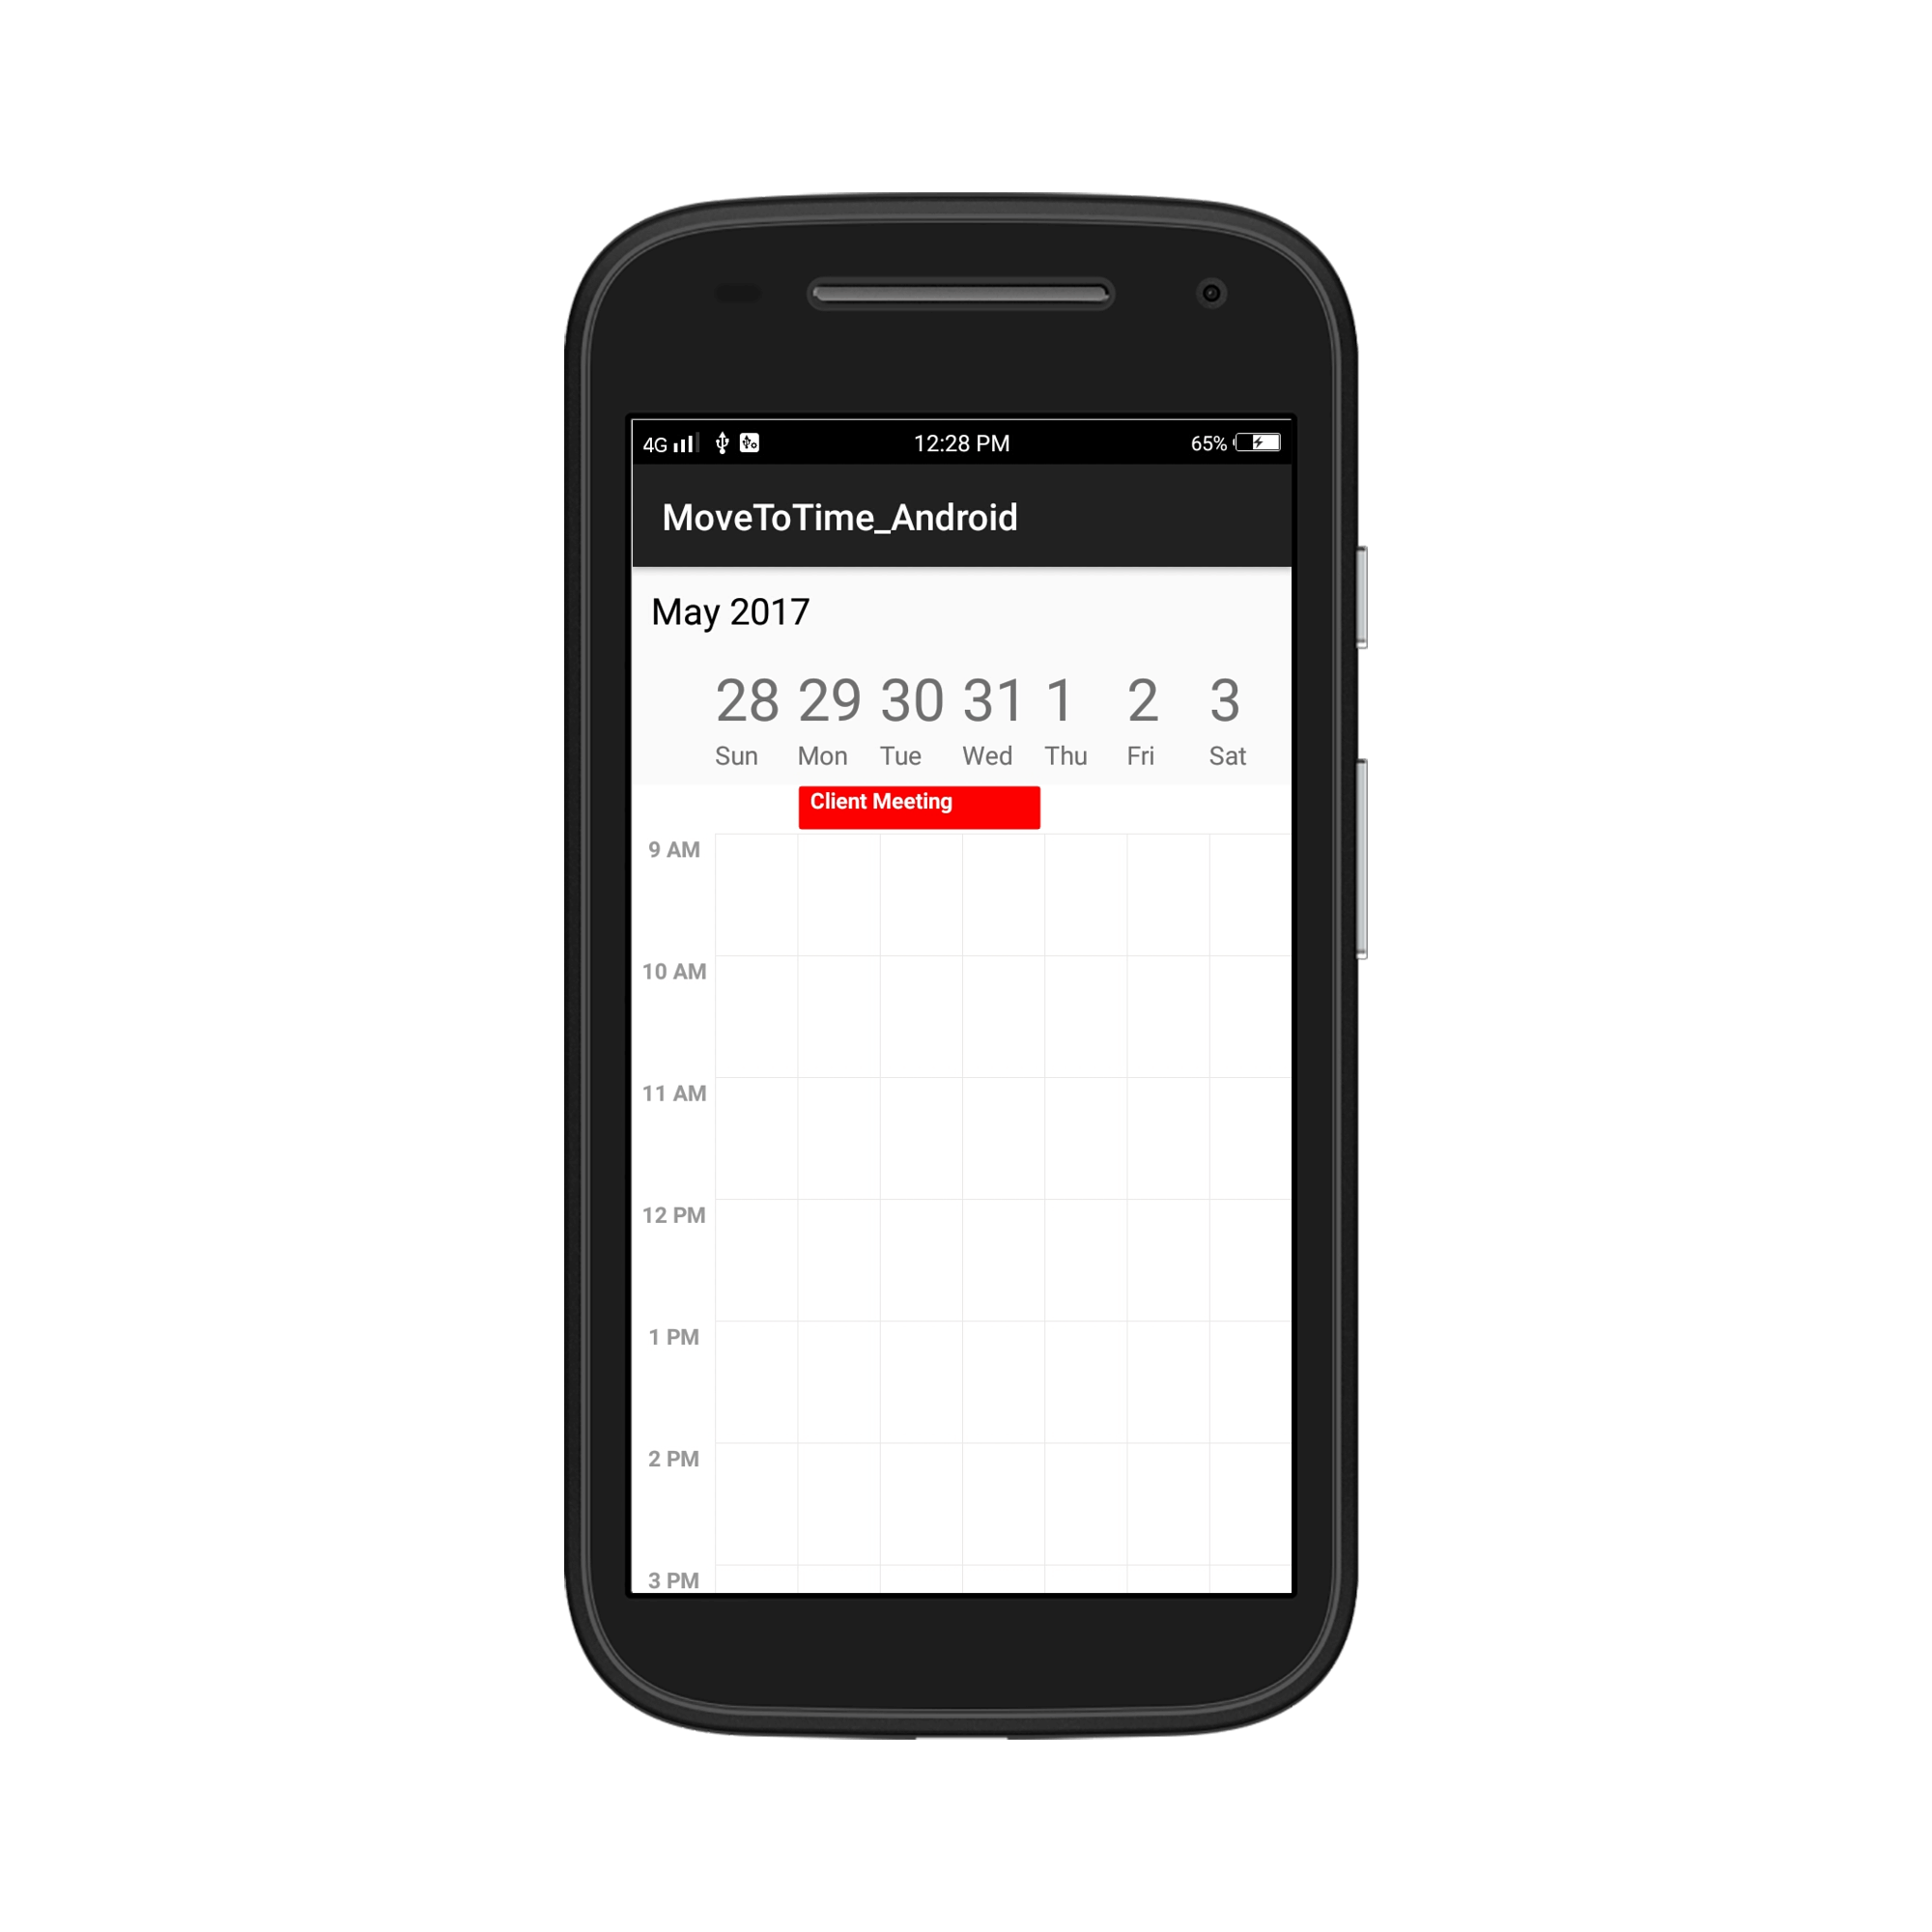 4G 12:28 PM 65%
MoveToTime_Android
May 2017
28 29 30 31 1 2 3
Sun Mon Tue Wed Thu Fri Sat
Client Meeting
9 AM
10 AM
11 AM
12 PM
1 PM
2 PM
3 PM